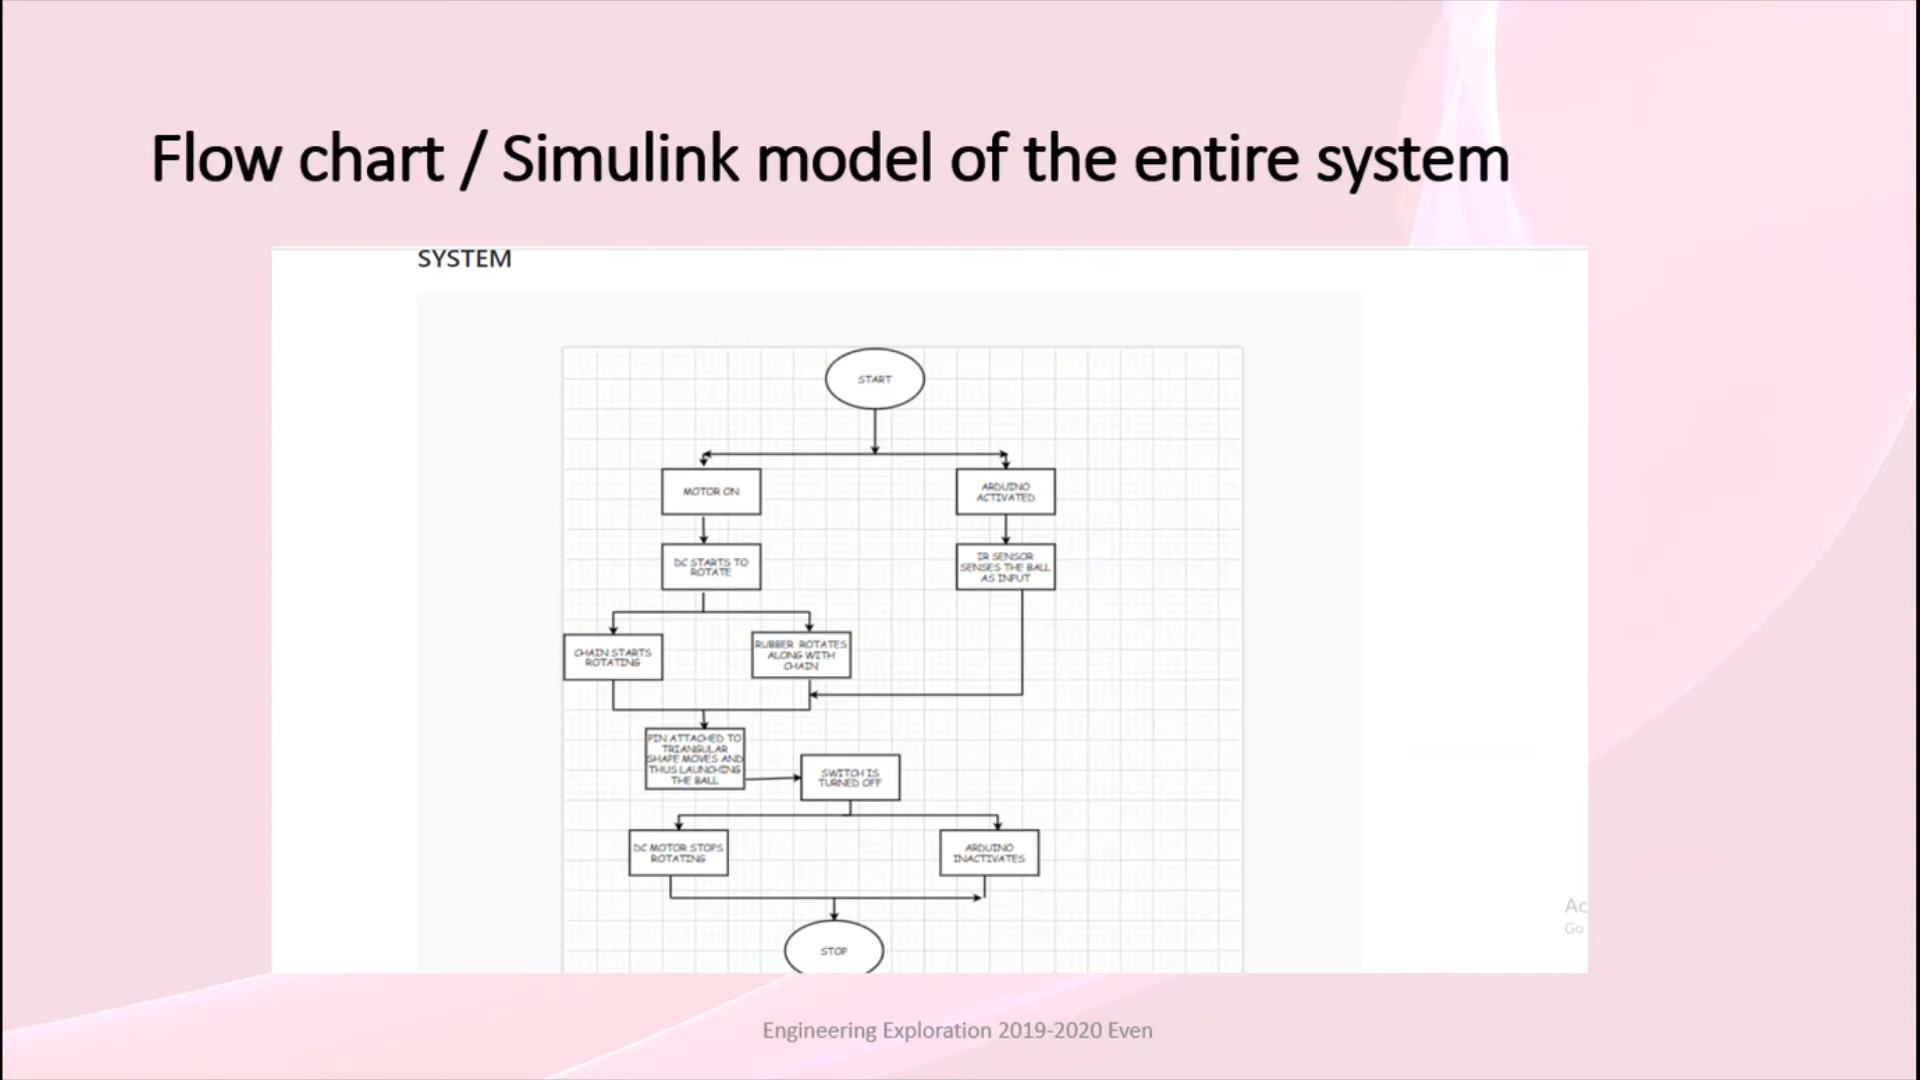 Flow chart / Simulink model of the entire system
SYSTEM
START
MOTOR ON
ARDUINO
ACTIVATED
DC STARTS TO
ROTATE
IR SENSOR
SENSES THE BALL
AS INPUT
CHAIN STARTS
ROTATING
RUBBER ROTATES
ALONG WITH
CHAIN
PIN ATTACHED TO
TRIANGULAR
SHAPE MOVES AND
THUS LAUNCHING
THE BALL
SWITCH IS
TURNED OFF
DC MOTOR STOPS
ROTATING
ARDUINO
INACTIVATES
STOP
Ac
Go
Engineering Exploration 2019-2020 Even